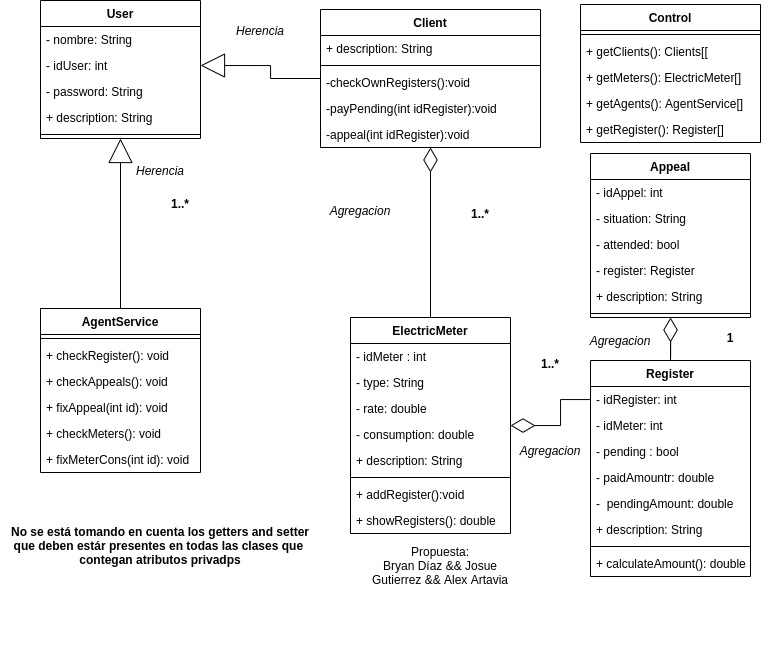 User
- nombre: String
- idUser: int
- password: String
+ description: String
Herencia
Client
+ description: String
-checkOwnRegisters():void
-payPending(int idRegister):void
-appeal(int idRegister):void
Control
+ getClients(): Clients[[
+ getMeters(): ElectricMeter[]
+ getAgents(): AgentService[]
+ getRegister(): Register[]
Herencia
1..*
Agregacion
1..*
Appeal
- idAppel: int
- situation: String
- attended: bool
- register: Register
+ description: String
AgentService
+ checkRegister(): void
+ checkAppeals(): void
+ fixAppeal(int id): void
+ checkMeters(): void
+ fixMeterCons(int id): void
ElectricMeter
- idMeter : int
- type: String
- rate: double
- consumption: double
+ description: String
+ addRegister():void
+ showRegisters(): double
Agregacion
1
1..*
Agregacion
Register
- idRegister: int
- idMeter: int
- pending : bool
- paidAmountr: double
-  pendingAmount: double
+ description: String
+ calculateAmount(): double
No se está tomando en cuenta los getters and setter
que deben estár presentes en todas las clases que
contegan atributos privadps
Propuesta:
Bryan Díaz && Josue
Gutierrez && Alex Artavia